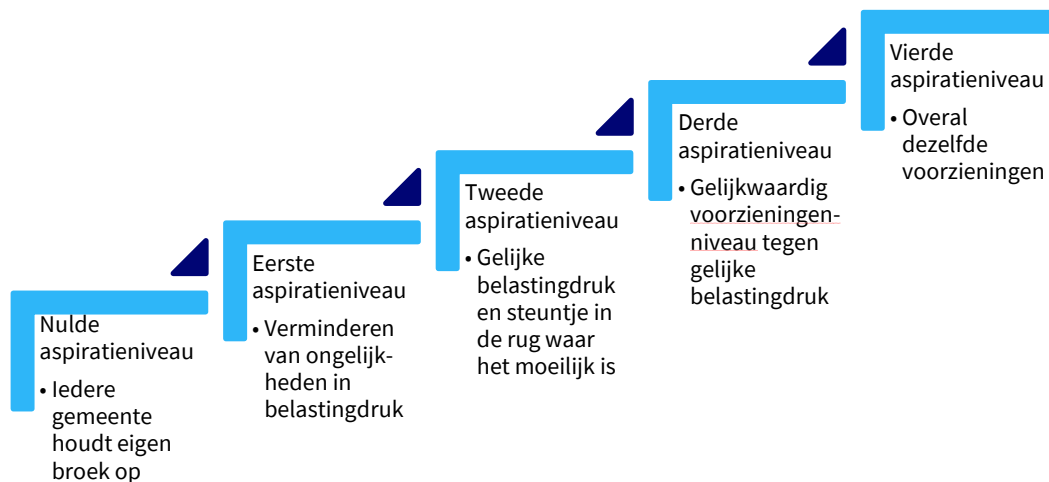 Nulde
aspiratieniveau
• Iedere
gemeente
houdt eigen
broek op
Eerste
aspiratieniveau
• Verminderen
van ongelijk-
heden in
belastingdruk
Tweede
aspiratieniveau
• Gelijke
belastingdruk
en steuntje in
de rug waar
het moeilijk is
Derde
aspiratieniveau
• Gelijkwaardig
voorzieningen-
niveau tegen
gelijke
belastingdruk
Vierde
aspiratieniveau
• Overal
dezelfde
voorzieningen